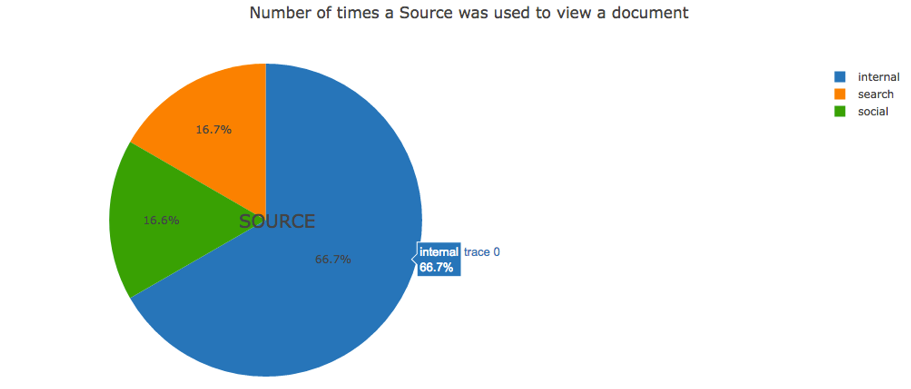 Number of times a Source was used to view a document
internal
search
social
16.7%
16.6%
SOURCE
66.7%
internal trace 0
66.7%